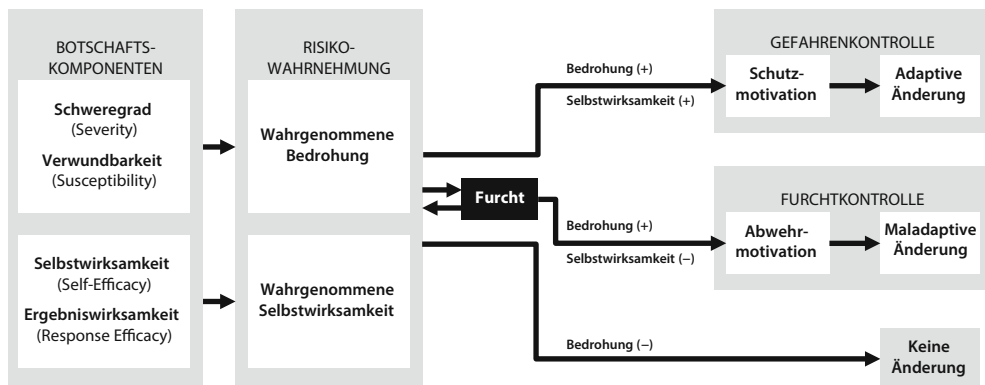 BOTSCHAFTS-
KOMPONENTEN
Schweregrad
(Severity)
Verwundbarkeit
(Susceptibility)
Selbstwirksamkeit
(Self-Efficacy)
Ergebniswirksamkeit
(Response Efficacy)
RISIKO-
WAHRNEHMUNG
Wahrgenommene
Bedrohung
Wahrgenommene
Selbstwirksamkeit
Furcht
Bedrohung (+)
Selbstwirksamkeit (+)
Bedrohung (+)
Selbstwirksamkeit (−)
Bedrohung (−)
GEFAHRENKONTROLLE
Schutz-
motivation
Adaptive
Änderung
FURCHTKONTROLLE
Abwehr-
motivation
Maladaptive
Änderung
Keine
Änderung